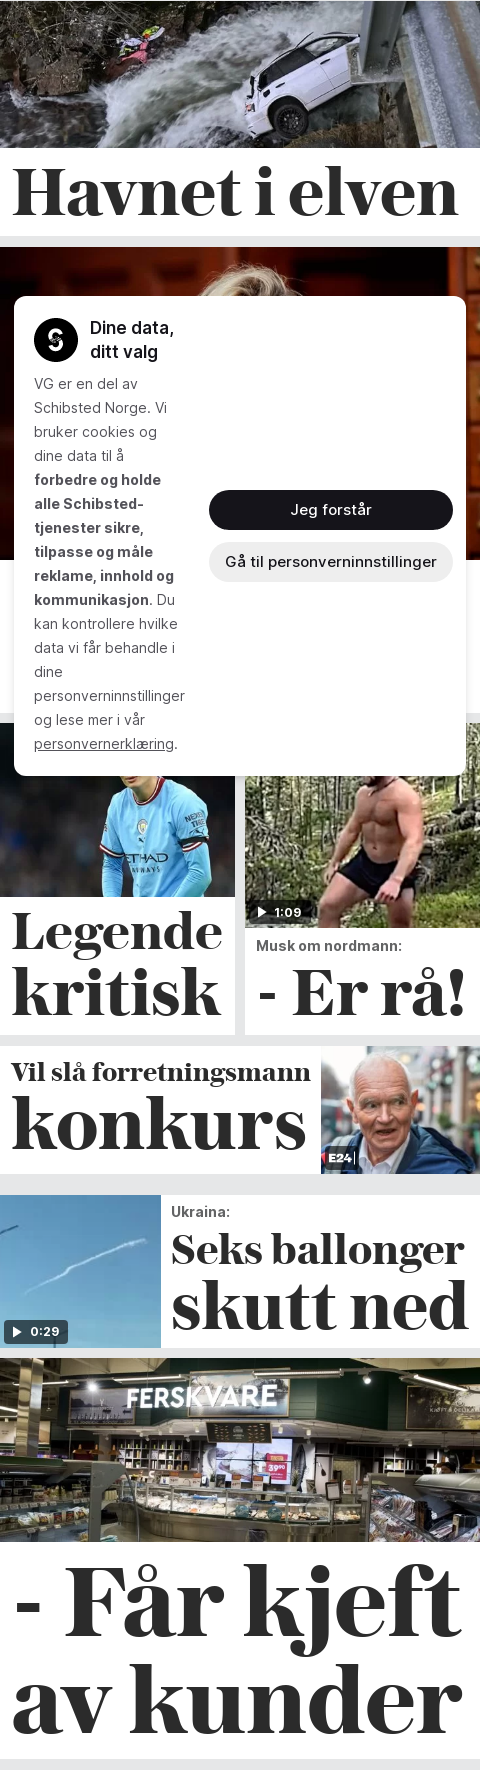 Havnet i elven
Dine data,
ditt valg
VG er en del av
Schibsted Norge. Vi
bruker cookies og
dine data til å
forbedre og holde
alle Schibsted-
tjenester sikre,
tilpasse og måle
reklame, innhold og
kommunikasjon. Du
kan kontrollere hvilke
data vi får behandle i
dine
personverninnstillinger
og lese mer i vår
personvernerklæring.
Jeg forstår
Gå til personverninnstillinger
NEXEN
TIRE
ETIHAD
Legende
kritisk
1:09
Musk om nordmann:
- Er rå!
Vil slå forretningsmann
konkurs
E24
Ukraina:
Seks ballonger
skutt ned
0:29
FERSKVARE
3990
- Får kjeft
av kunder